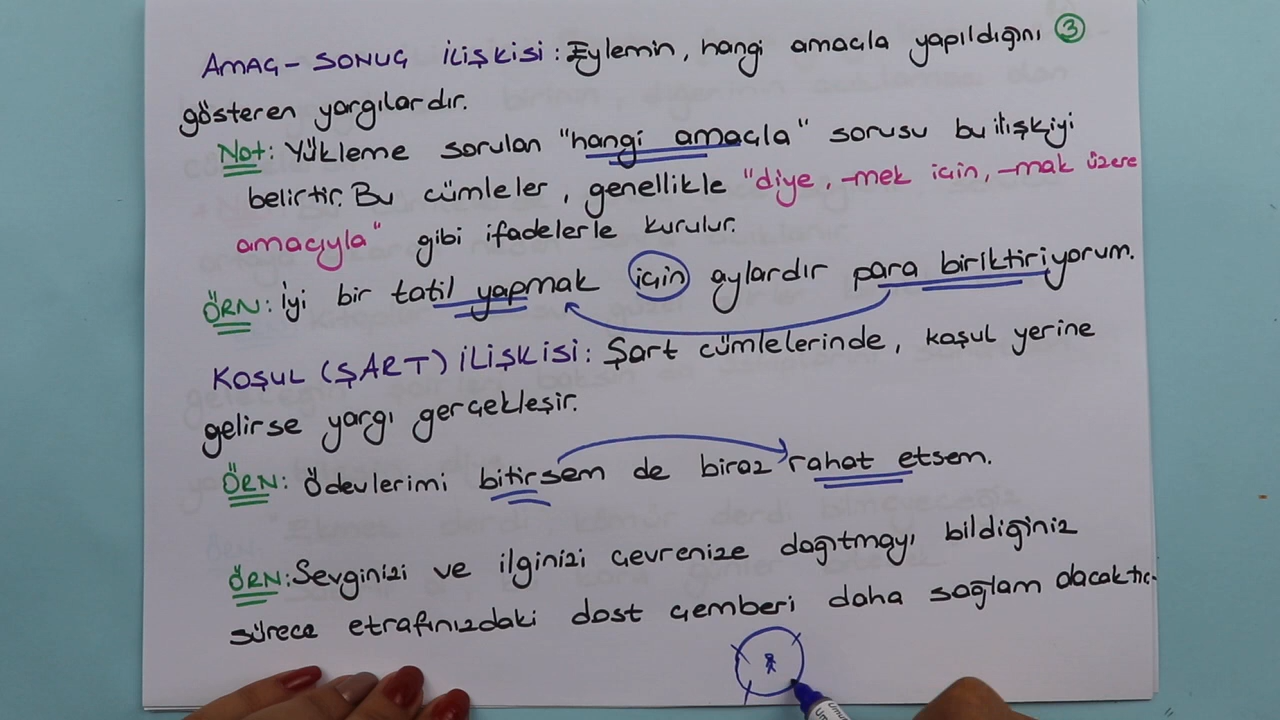 AMAÇ-SONUÇ İLİŞKİSİ: Eylemin, hangi amaçla yapıldığını ③
gösteren yargılardır.
Not: Yükleme sorulan "hangi amaçla" sorusu bu ilişkiyi
belirtir. Bu cümleler, genellikle "diye, -mek için, -mak üzere
amacıyla" gibi ifadelerle kurulur.
ÖRN: İyi bir tatil yapmak için aylardır para biriktiriyorum.
KOŞUL (ŞART) İLİŞKİSİ: Şart cümlelerinde, koşul yerine
gelirse yargı gerçekleşir.
ÖRN: Ödevlerimi bitirsem de biraz rahat etsem.
ÖRN: Sevginizi ve ilginizi çevrenize dağıtmayı bildiğiniz
sürece etrafınızdaki dost çemberi daha sağlam olacaktır.